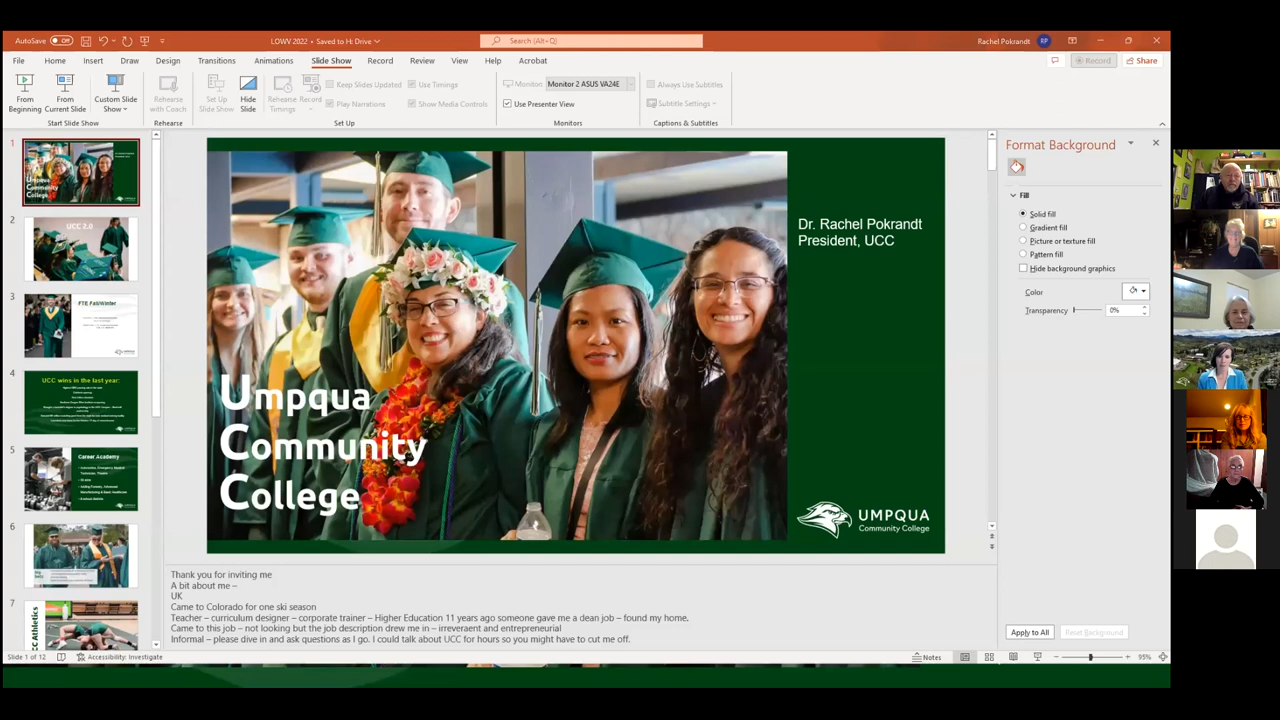 AutoSave
Off
LOWV 2022 • Saved to H: Drive
Search (Alt+Q)
Rachel Pokrandt
RP
File
Home
Insert
Draw
Design
Transitions
Animations
Slide Show
Record
Review
View
Help
Acrobat
Record
Share
From Beginning
From Current Slide
Custom Slide Show
Start Slide Show
Rehearse with Coach
Rehearse
Set Up Slide Show
Hide Slide
Rehearse Timings
Record
Keep Slides Updated
Play Narrations
Use Timings
Show Media Controls
Set Up
Monitor:
Monitor 2 ASUS VA24E
Use Presenter View
Monitors
Always Use Subtitles
Subtitle Settings
Captions & Subtitles
1
Umpqua
Community
College
2
UCC 2.0
3
FTE Fall/Winter
4
UCC wins in the last year:
5
Career Academy
6
7
UCC Athletics
Dr. Rachel Pokrandt
President, UCC
Umpqua
Community
College
UMPQUA
Community College
Format Background
Fill
Solid fill
Gradient fill
Picture or texture fill
Pattern fill
Hide background graphics
Color
Transparency
0%
Apply to All
Reset Background
Thank you for inviting me
A bit about me –
UK
Came to Colorado for one ski season
Teacher – curriculum designer – corporate trainer – Higher Education 11 years ago someone gave me a dean job – found my home.
Came to this job – not looking but the job description drew me in – irreverent and entrepreneurial
Informal – please dive in and ask questions as I go. I could talk about UCC for hours so you might have to cut me off.
Slide 1 of 12
Accessibility: Investigate
Notes
95%